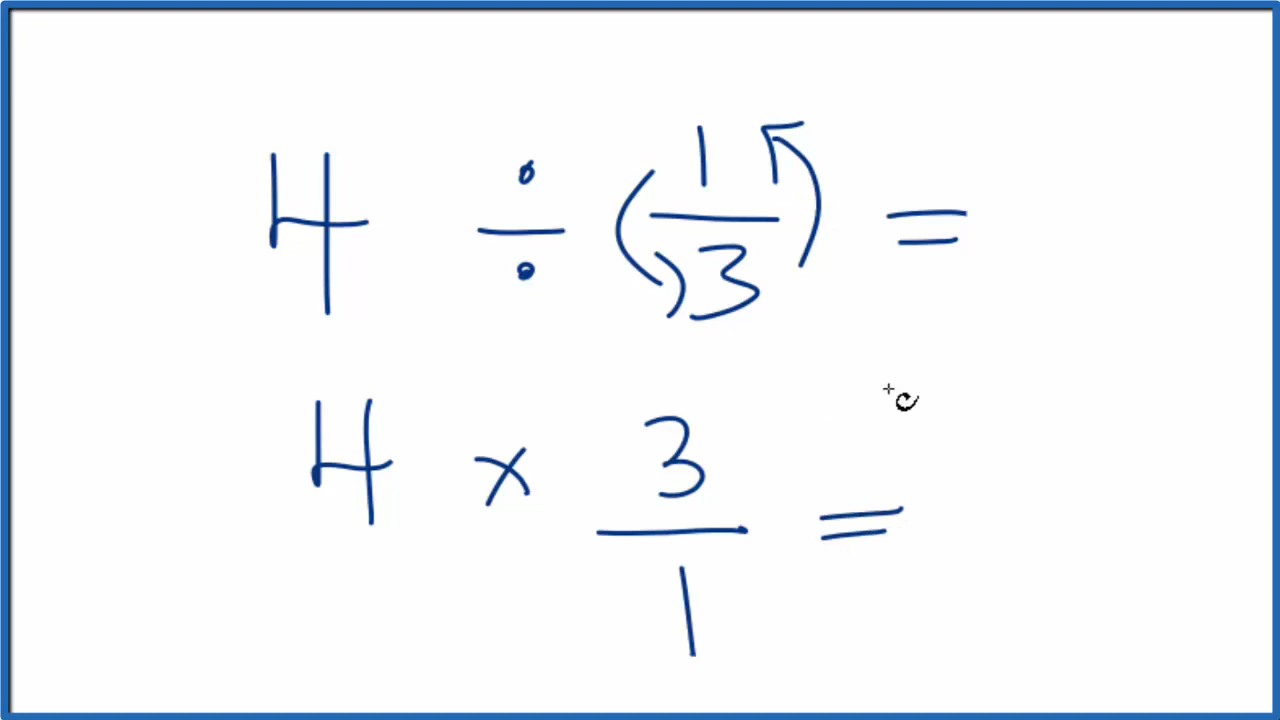 4 ÷ (1/3) =
4 × 3/1 =